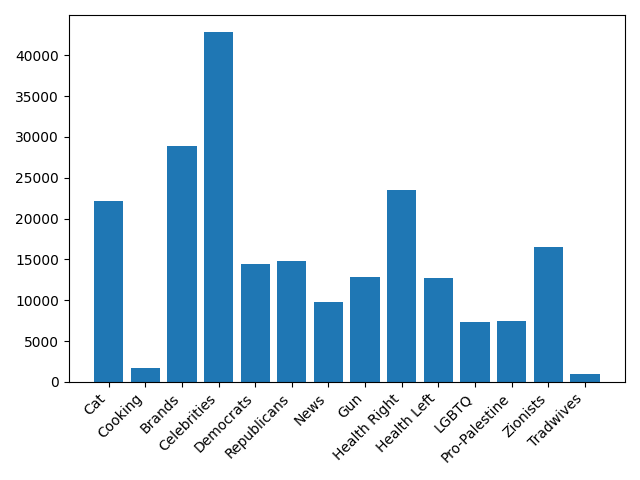 40000
35000
30000
25000
20000
15000
10000
5000
0
Cat
Cooking
Brands
Celebrities
Democrats
Republicans
News
Gun
Health Right
Health Left
LGBTQ
Pro-Palestine
Zionists
Tradwives